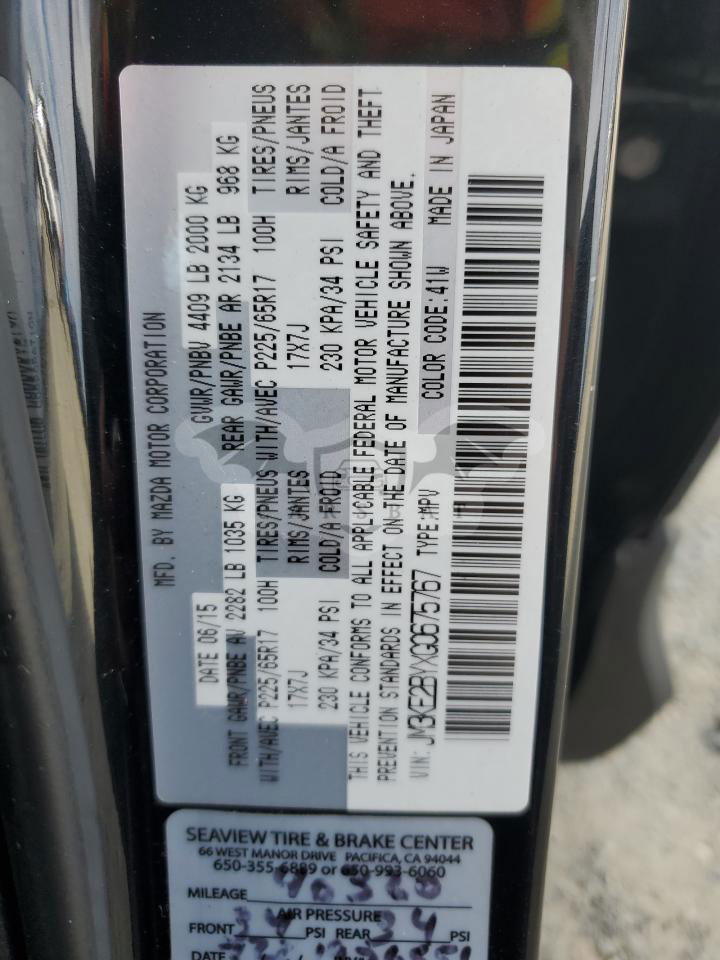 MFD. BY MAZDA MOTOR CORPORATION
DATE 06/15 GVWR/PNBV 4409 LB 2000 KG
FRONT GAWR/PNBE AV 2282 LB 1035 KG REAR GAWR/PNBE AR 2134 LB 968 KG
WITH/AVEC P225/65R17 100H TIRES/PNEUS WITH/AVEC P225/65R17 100H TIRES/PNEUS
17X7J RIMS/JANTES 17X7J RIMS/JANTES
230 KPA/34 PSI COLD/A FROID 230 KPA/34 PSI COLD/A FROID
THIS VEHICLE CONFORMS TO ALL APPLICABLE FEDERAL MOTOR VEHICLE SAFETY AND THEFT
PREVENTION STANDARDS IN EFFECT ON THE DATE OF MANUFACTURE SHOWN ABOVE.
VIN: JM3KE2BYXG0675767 TYPE:MPV COLOR CODE:41W MADE IN JAPAN
SEAVIEW TIRE & BRAKE CENTER
66 WEST MANOR DRIVE PACIFICA, CA 94044
650-355-6889 or 650-993-6060
MILEAGE
AIR PRESSURE
FRONT 34 PSI REAR 34 PSI
DATE